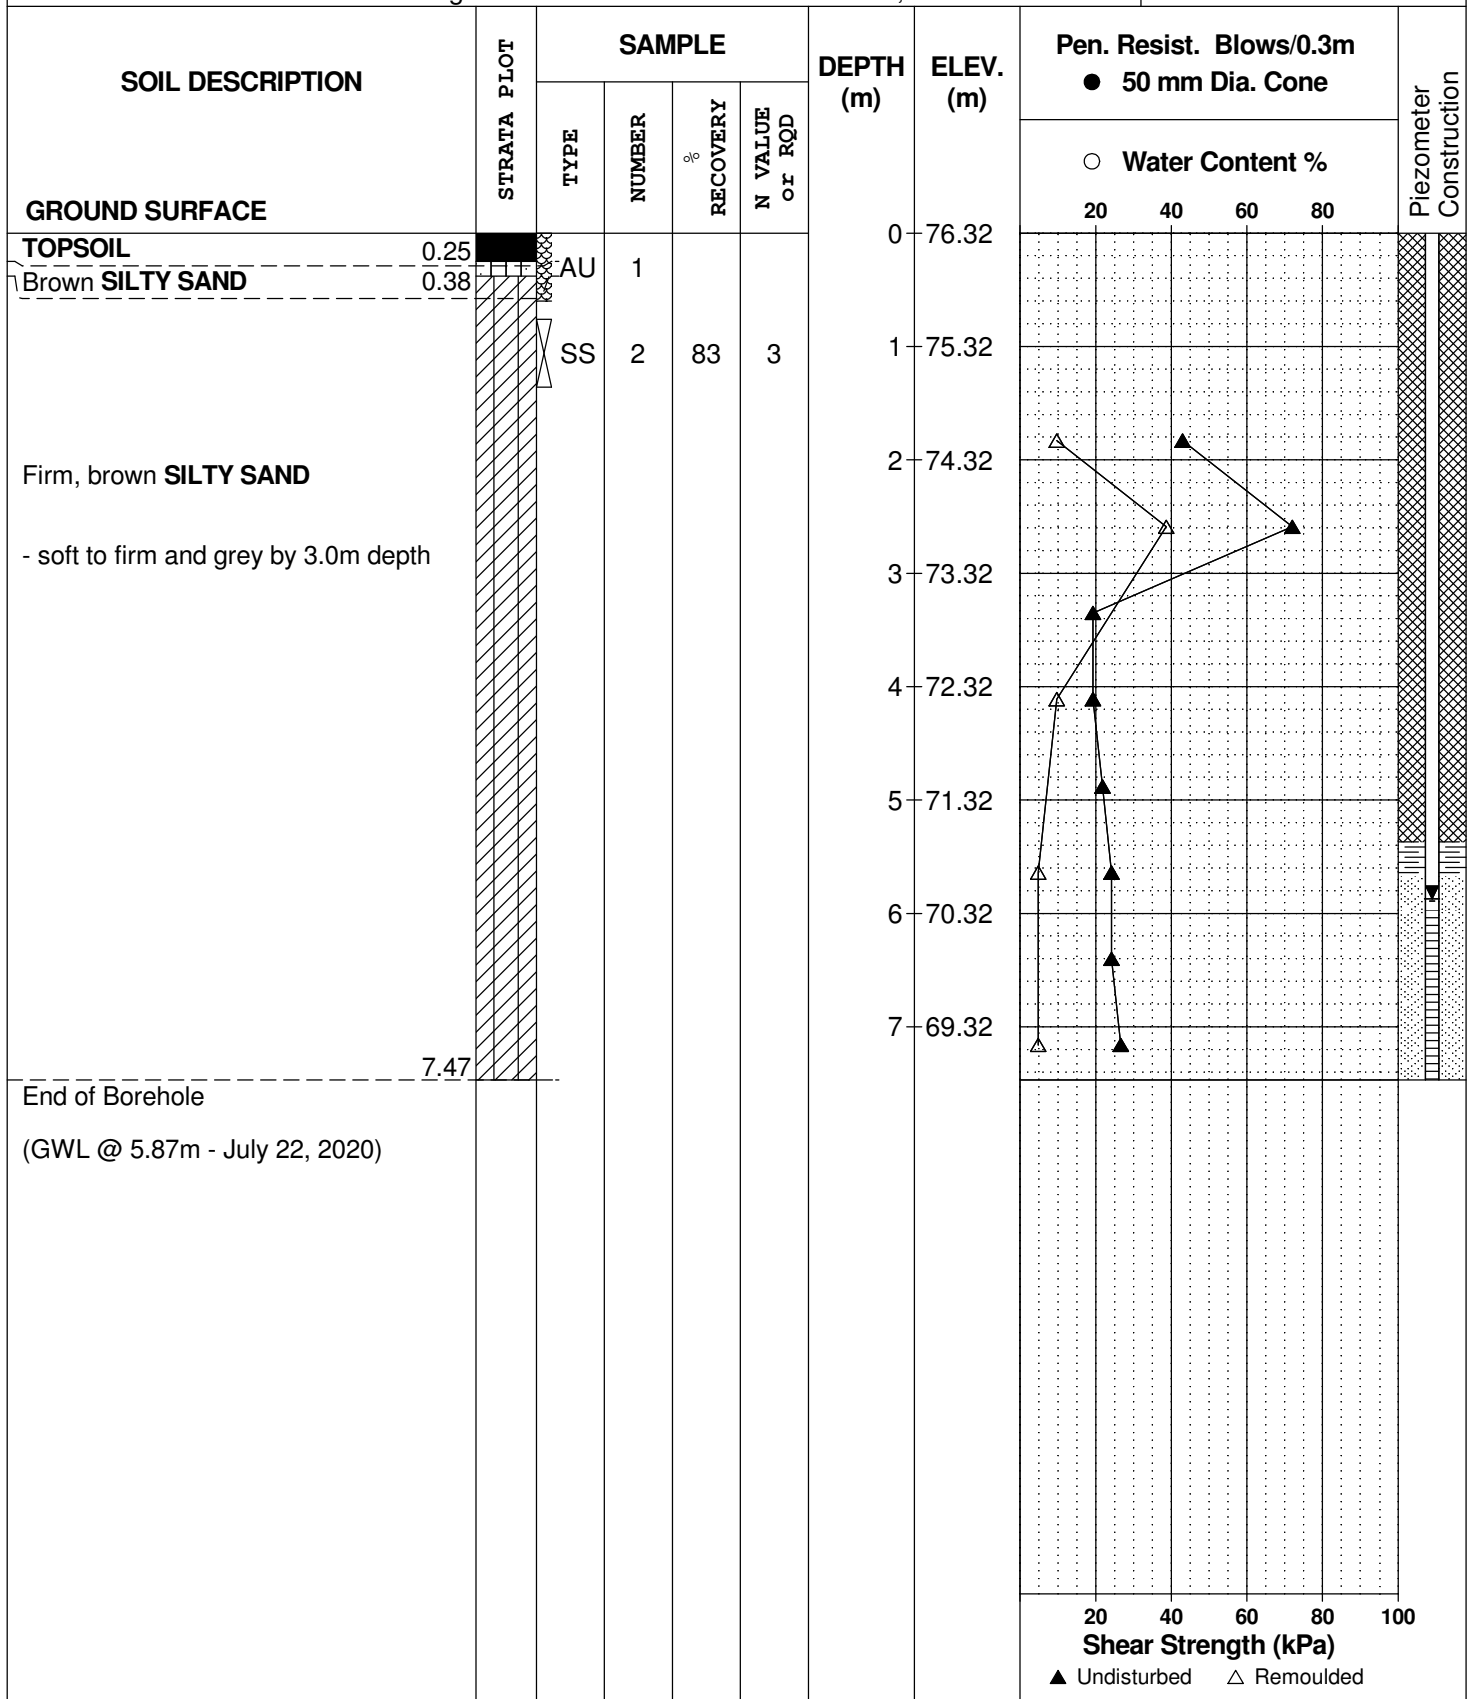 SOIL DESCRIPTION
GROUND SURFACE
STRATA PLOT
SAMPLE
TYPE
NUMBER
% RECOVERY
N VALUE or RQD
DEPTH (m)
ELEV. (m)
Pen. Resist. Blows/0.3m
● 50 mm Dia. Cone
○ Water Content %
20 40 60 80
Piezometer Construction
TOPSOIL 0.25
Brown SILTY SAND 0.38
AU 1
SS 2 83 3
Firm, brown SILTY SAND
- soft to firm and grey by 3.0m depth
7.47
End of Borehole
(GWL @ 5.87m - July 22, 2020)
0 76.32
1 75.32
2 74.32
3 73.32
4 72.32
5 71.32
6 70.32
7 69.32
20 40 60 80 100
Shear Strength (kPa)
▲ Undisturbed △ Remoulded